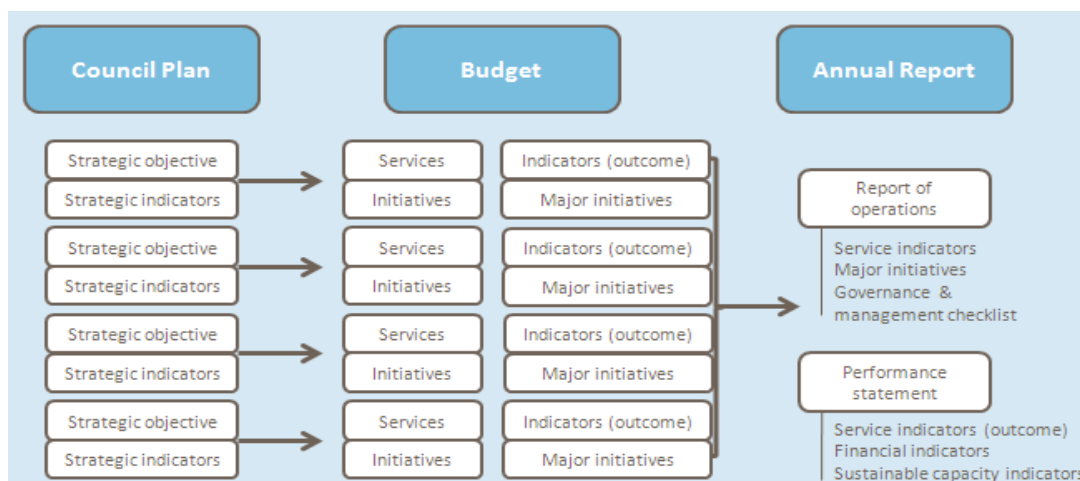 Council Plan
Budget
Annual Report
Strategic objective
Strategic indicators
Services
Initiatives
Indicators (outcome)
Major initiatives
Strategic objective
Strategic indicators
Services
Initiatives
Indicators (outcome)
Major initiatives
Strategic objective
Strategic indicators
Services
Initiatives
Indicators (outcome)
Major initiatives
Strategic objective
Strategic indicators
Services
Initiatives
Indicators (outcome)
Major initiatives
Report of
operations
Service indicators
Major initiatives
Governance &
management checklist
Performance
statement
Service indicators (outcome)
Financial indicators
Sustainable capacity indicators